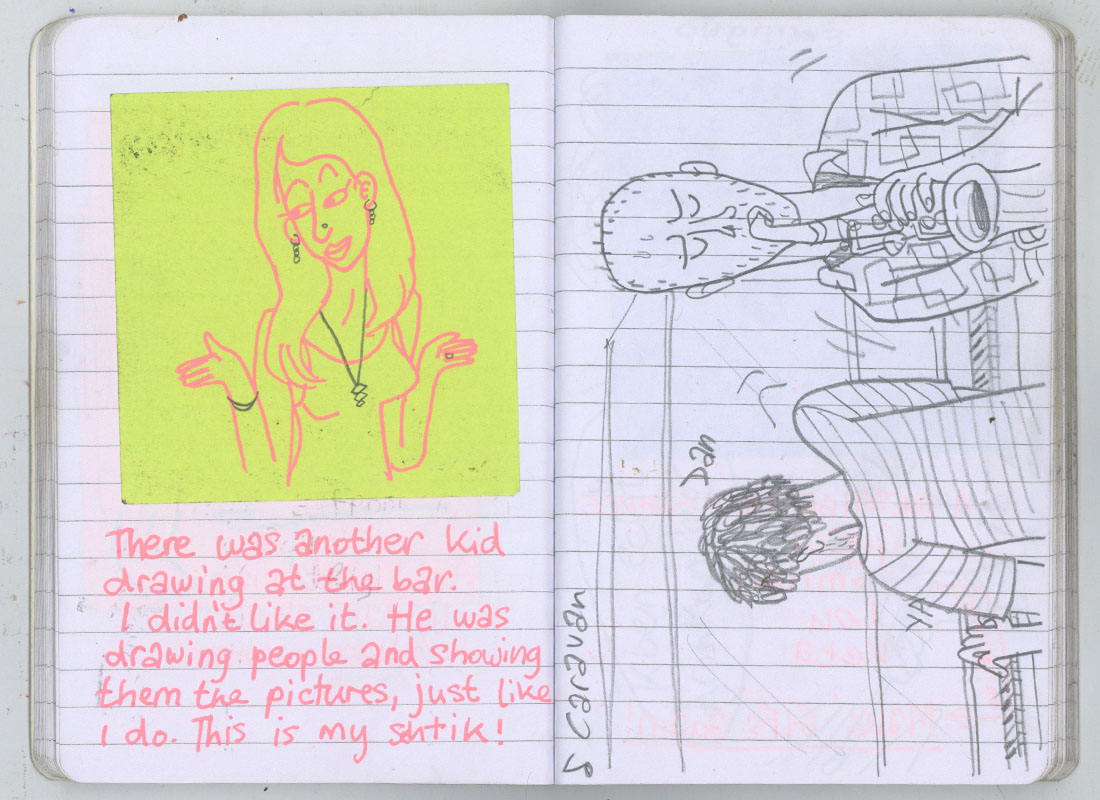 There was another kid
drawing at the bar.
I didn't like it. He was
drawing people and showing
them the pictures, just like
I do. This is my shtik!
Caravan
Dan